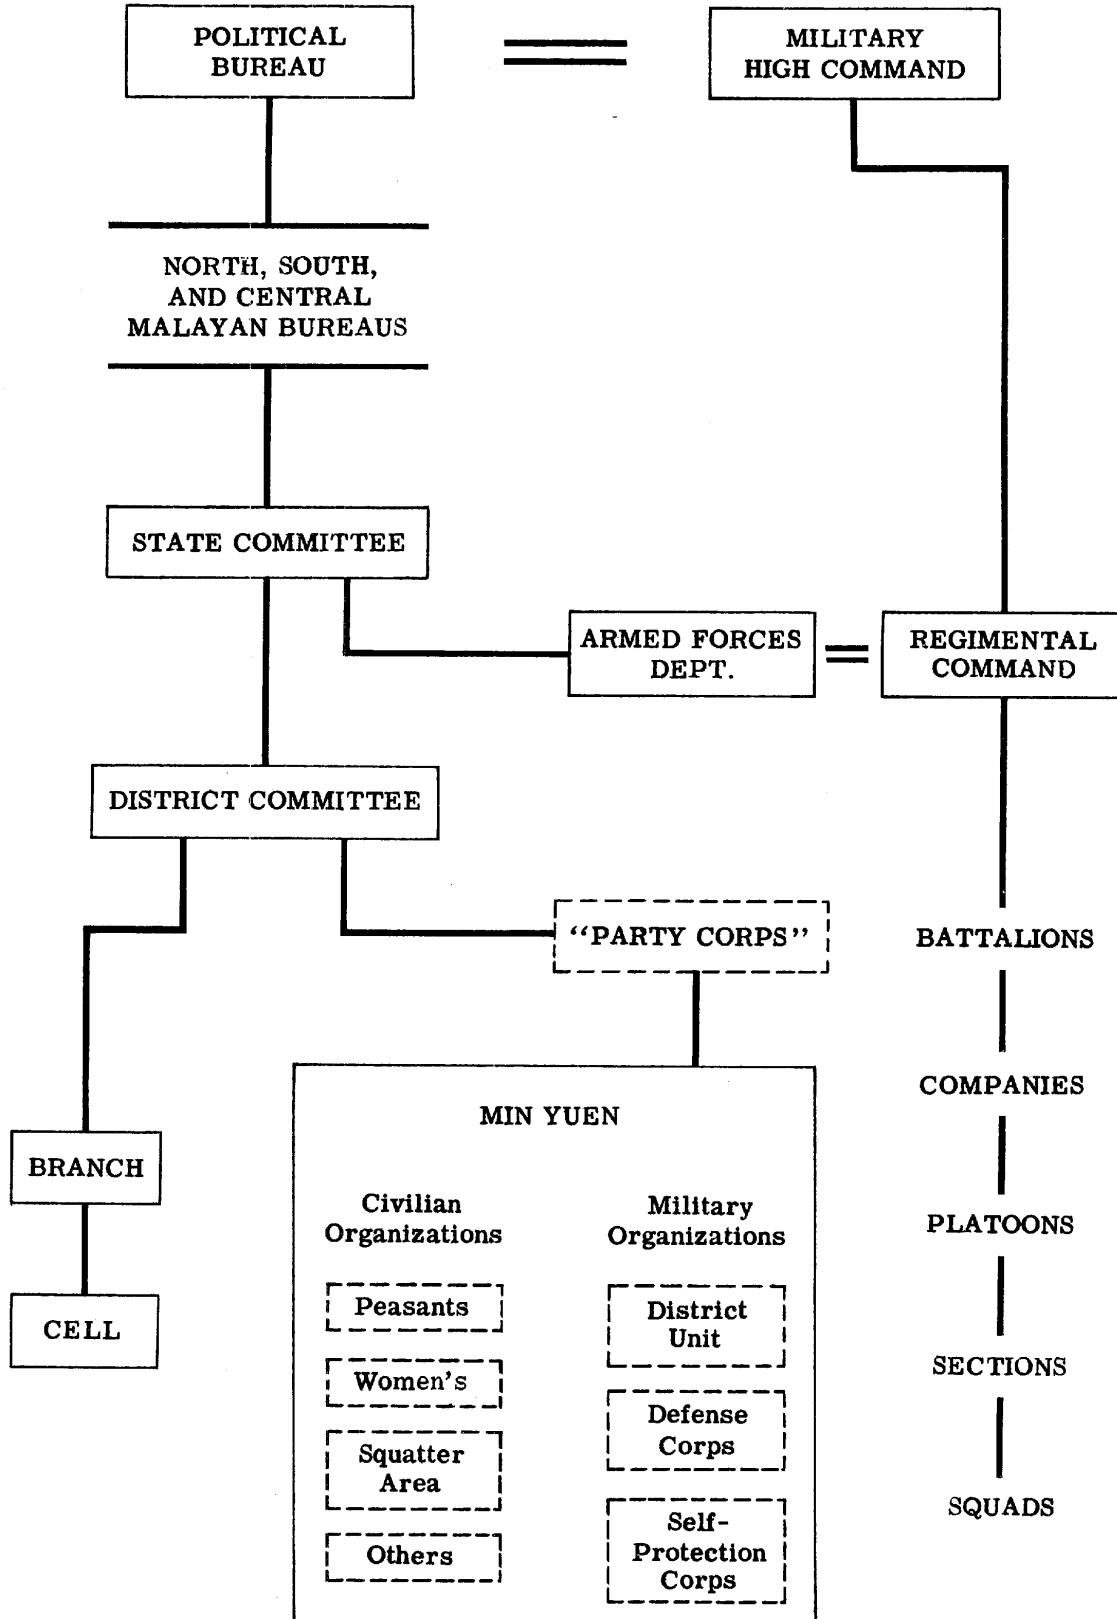 POLITICAL
BUREAU
MILITARY
HIGH COMMAND
NORTH, SOUTH,
AND CENTRAL
MALAYAN BUREAUS
STATE COMMITTEE
ARMED FORCES
DEPT.
REGIMENTAL
COMMAND
DISTRICT COMMITTEE
“PARTY CORPS”
BATTALIONS
COMPANIES
PLATOONS
SECTIONS
SQUADS
BRANCH
CELL
MIN YUEN
Civilian
Organizations
Peasants
Women's
Squatter
Area
Others
Military
Organizations
District
Unit
Defense
Corps
Self-
Protection
Corps